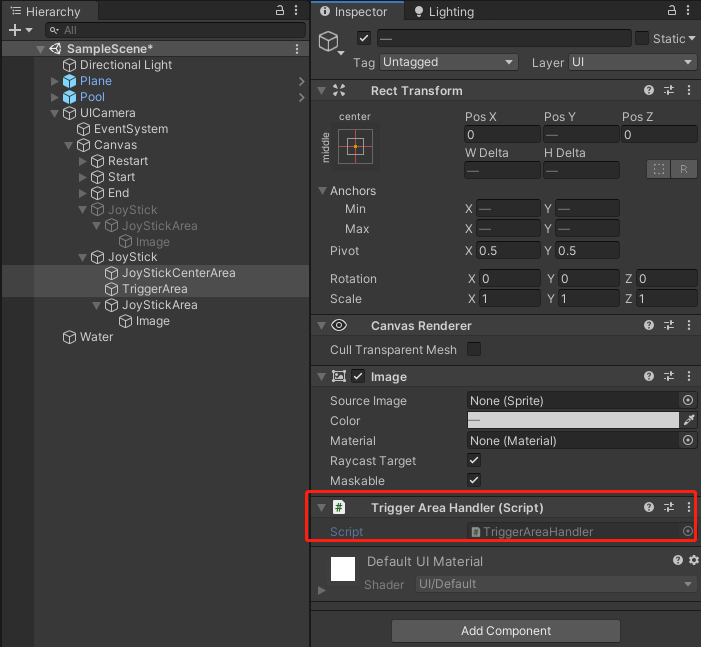 Hierarchy
All
SampleScene*
Directional Light
Plane
Pool
UICamera
EventSystem
Canvas
Restart
Start
End
JoyStick
JoyStickArea
Image
JoyStick
JoyStickCenterArea
TriggerArea
JoyStickArea
Image
Water
Inspector Lighting
— Static
Tag Untagged Layer UI
Rect Transform
center
middle
Pos X Pos Y Pos Z
0 — 0
W Delta H Delta
— — R
Anchors
Min X — Y —
Max X — Y —
Pivot X 0.5 Y 0.5
Rotation X 0 Y 0 Z 0
Scale X 1 Y 1 Z 1
Canvas Renderer
Cull Transparent Mesh
Image
Source Image None (Sprite)
Color —
Material None (Material)
Raycast Target
Maskable
# Trigger Area Handler (Script)
Script # TriggerAreaHandler
Default UI Material
Shader UI/Default
Add Component